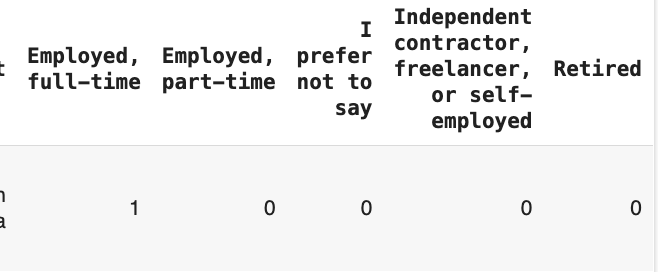 t
Employed,
full-time
Employed,
part-time
I
prefer
not to
say
Independent
contractor,
freelancer,
or self-
employed
Retired
a
1
0
0
0
0